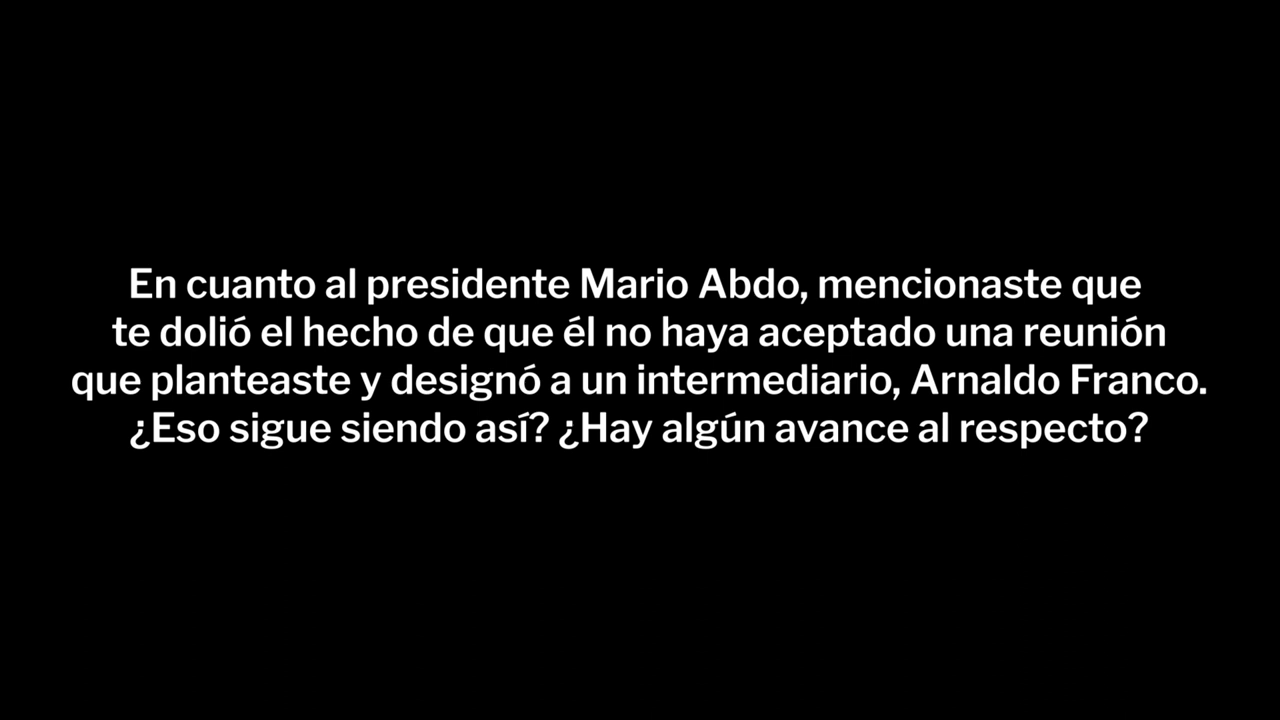 En cuanto al presidente Mario Abdo, mencionaste que
te dolió el hecho de que él no haya aceptado una reunión
que planteaste y designó a un intermediario, Arnaldo Franco.
¿Eso sigue siendo así? ¿Hay algún avance al respecto?